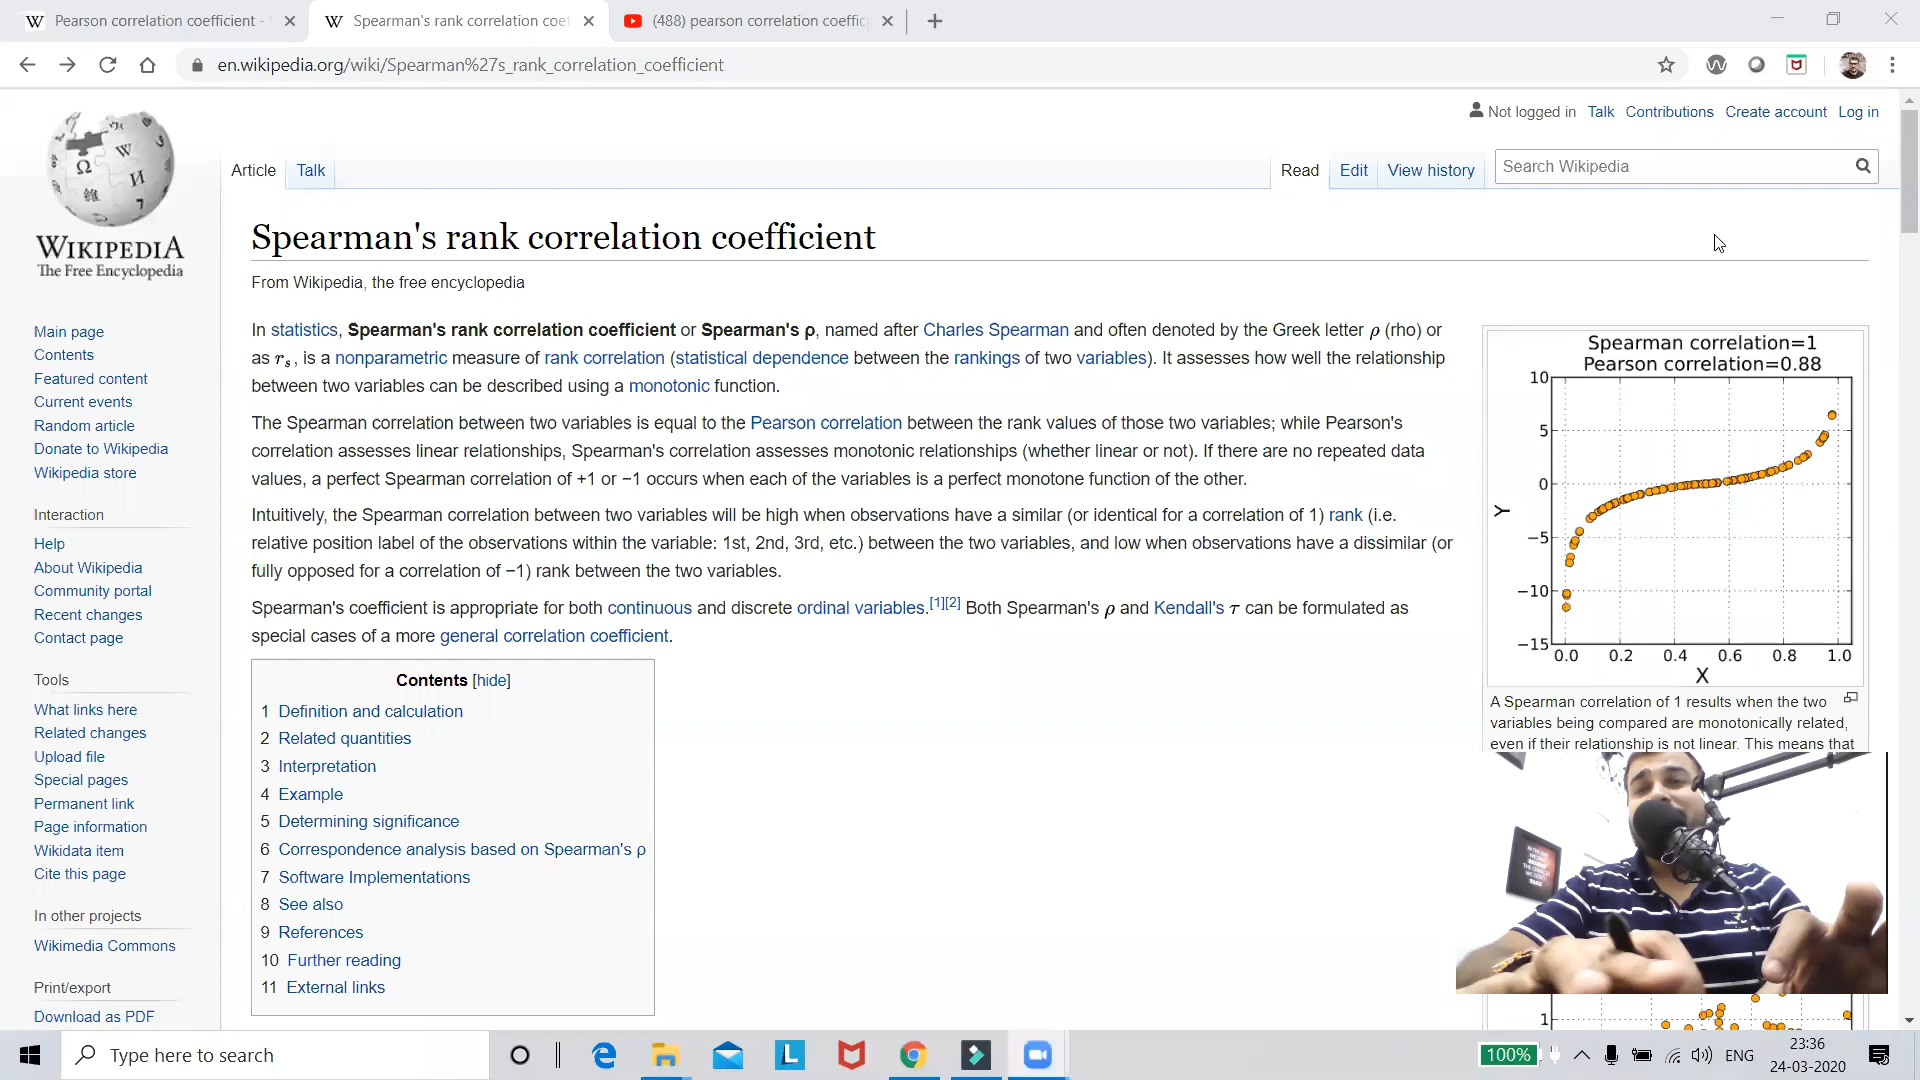 Pearson correlation coefficient -
Spearman's rank correlation coef
(488) pearson correlation coeffic
en.wikipedia.org/wiki/Spearman%27s_rank_correlation_coefficient
Not logged in Talk Contributions Create account Log in
Article Talk Read Edit View history Search Wikipedia
WIKIPEDIA
The Free Encyclopedia
Spearman's rank correlation coefficient
From Wikipedia, the free encyclopedia
In statistics, Spearman's rank correlation coefficient or Spearman's ρ, named after Charles Spearman and often denoted by the Greek letter ρ (rho) or
as rs, is a nonparametric measure of rank correlation (statistical dependence between the rankings of two variables). It assesses how well the relationship
between two variables can be described using a monotonic function.
The Spearman correlation between two variables is equal to the Pearson correlation between the rank values of those two variables; while Pearson's
correlation assesses linear relationships, Spearman's correlation assesses monotonic relationships (whether linear or not). If there are no repeated data
values, a perfect Spearman correlation of +1 or −1 occurs when each of the variables is a perfect monotone function of the other.
Intuitively, the Spearman correlation between two variables will be high when observations have a similar (or identical for a correlation of 1) rank (i.e.
relative position label of the observations within the variable: 1st, 2nd, 3rd, etc.) between the two variables, and low when observations have a dissimilar (or
fully opposed for a correlation of −1) rank between the two variables.
Spearman's coefficient is appropriate for both continuous and discrete ordinal variables.[1][2] Both Spearman's ρ and Kendall's τ can be formulated as
special cases of a more general correlation coefficient.
Contents [hide]
1 Definition and calculation
2 Related quantities
3 Interpretation
4 Example
5 Determining significance
6 Correspondence analysis based on Spearman's ρ
7 Software Implementations
8 See also
9 References
10 Further reading
11 External links
Main page
Contents
Featured content
Current events
Random article
Donate to Wikipedia
Wikipedia store
Interaction
Help
About Wikipedia
Community portal
Recent changes
Contact page
Tools
What links here
Related changes
Upload file
Special pages
Permanent link
Page information
Wikidata item
Cite this page
In other projects
Wikimedia Commons
Print/export
Download as PDF
Spearman correlation=1
Pearson correlation=0.88
10
5
0
−5
−10
−15
Y
0.0 0.2 0.4 0.6 0.8 1.0
X
A Spearman correlation of 1 results when the two
variables being compared are monotonically related,
even if their relationship is not linear. This means that
1
Type here to search
100%
ENG
23:36
24-03-2020